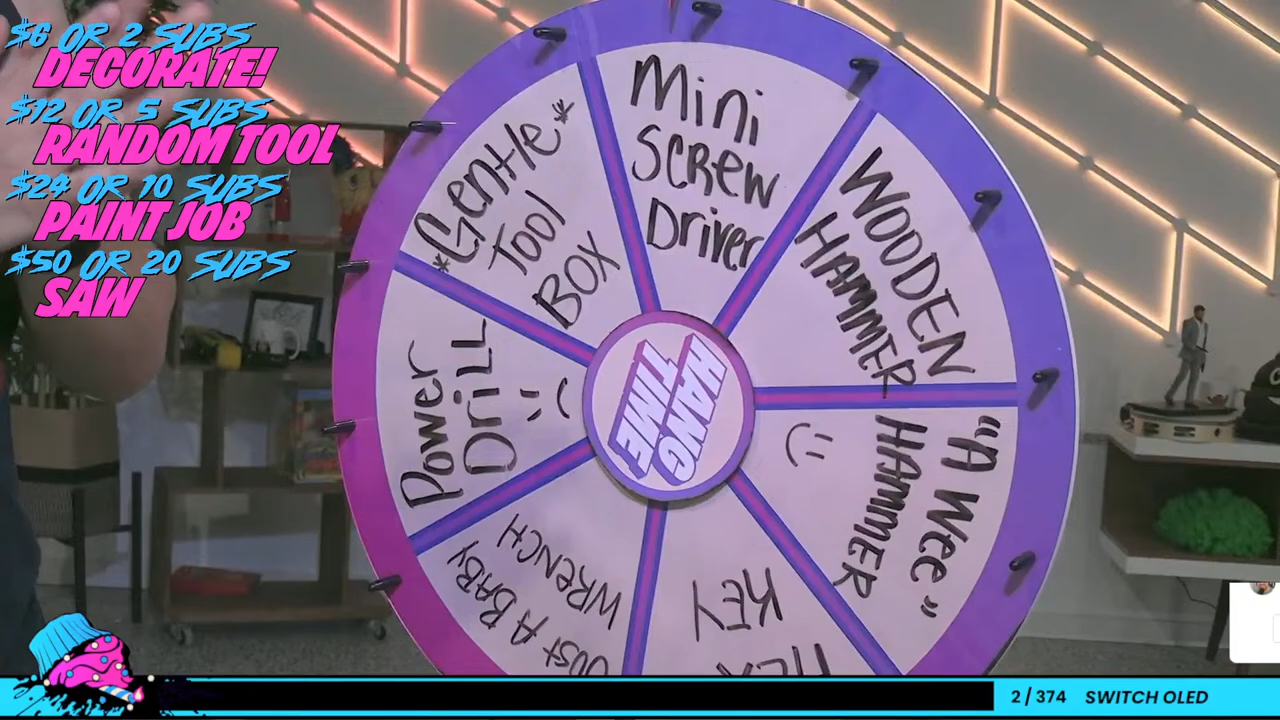 $6 OR 2 SUBS
DECORATE!
$12 OR 5 SUBS
RANDOM TOOL
$24 OR 10 SUBS
PAINT JOB
$50 OR 20 SUBS
SAW
*Gentle*
Tool
BOX
Mini
SCREW
Driver
WOODEN
HAMMER
"A Wee"
HAMMER
HEX
KEY
JUST A BABY
WRENCH
Power
DriLL
HANG
TIME
2 / 374 SWITCH OLED